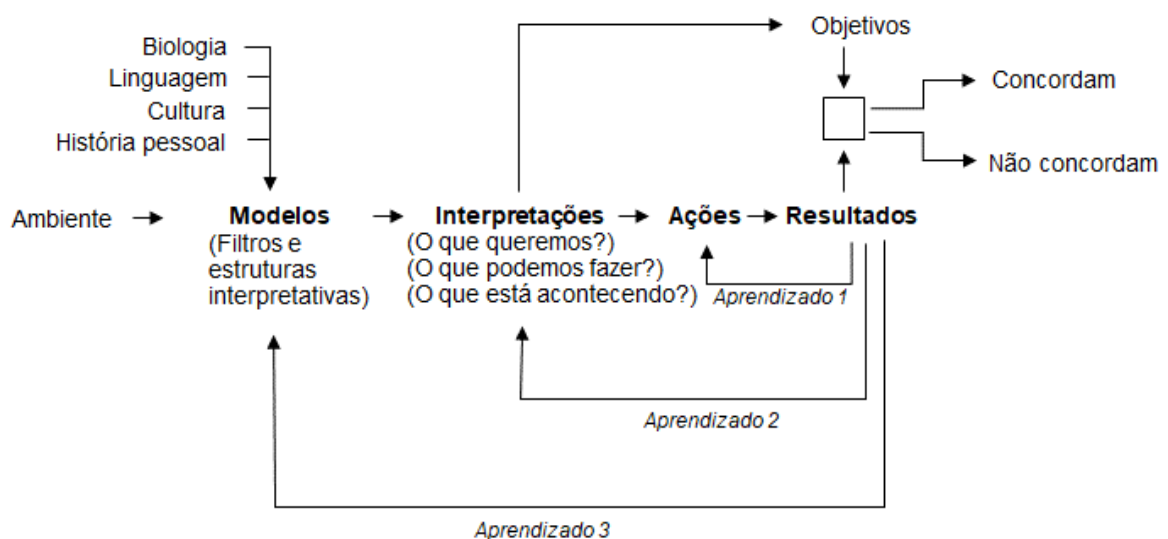 Objetivos
Biologia
Linguagem
Cultura
História pessoal
Concordam
Não concordam
Ambiente
Modelos
(Filtros e
estruturas
interpretativas)
Interpretações
(O que queremos?)
(O que podemos fazer?)
(O que está acontecendo?)
Ações
Resultados
Aprendizado 1
Aprendizado 2
Aprendizado 3